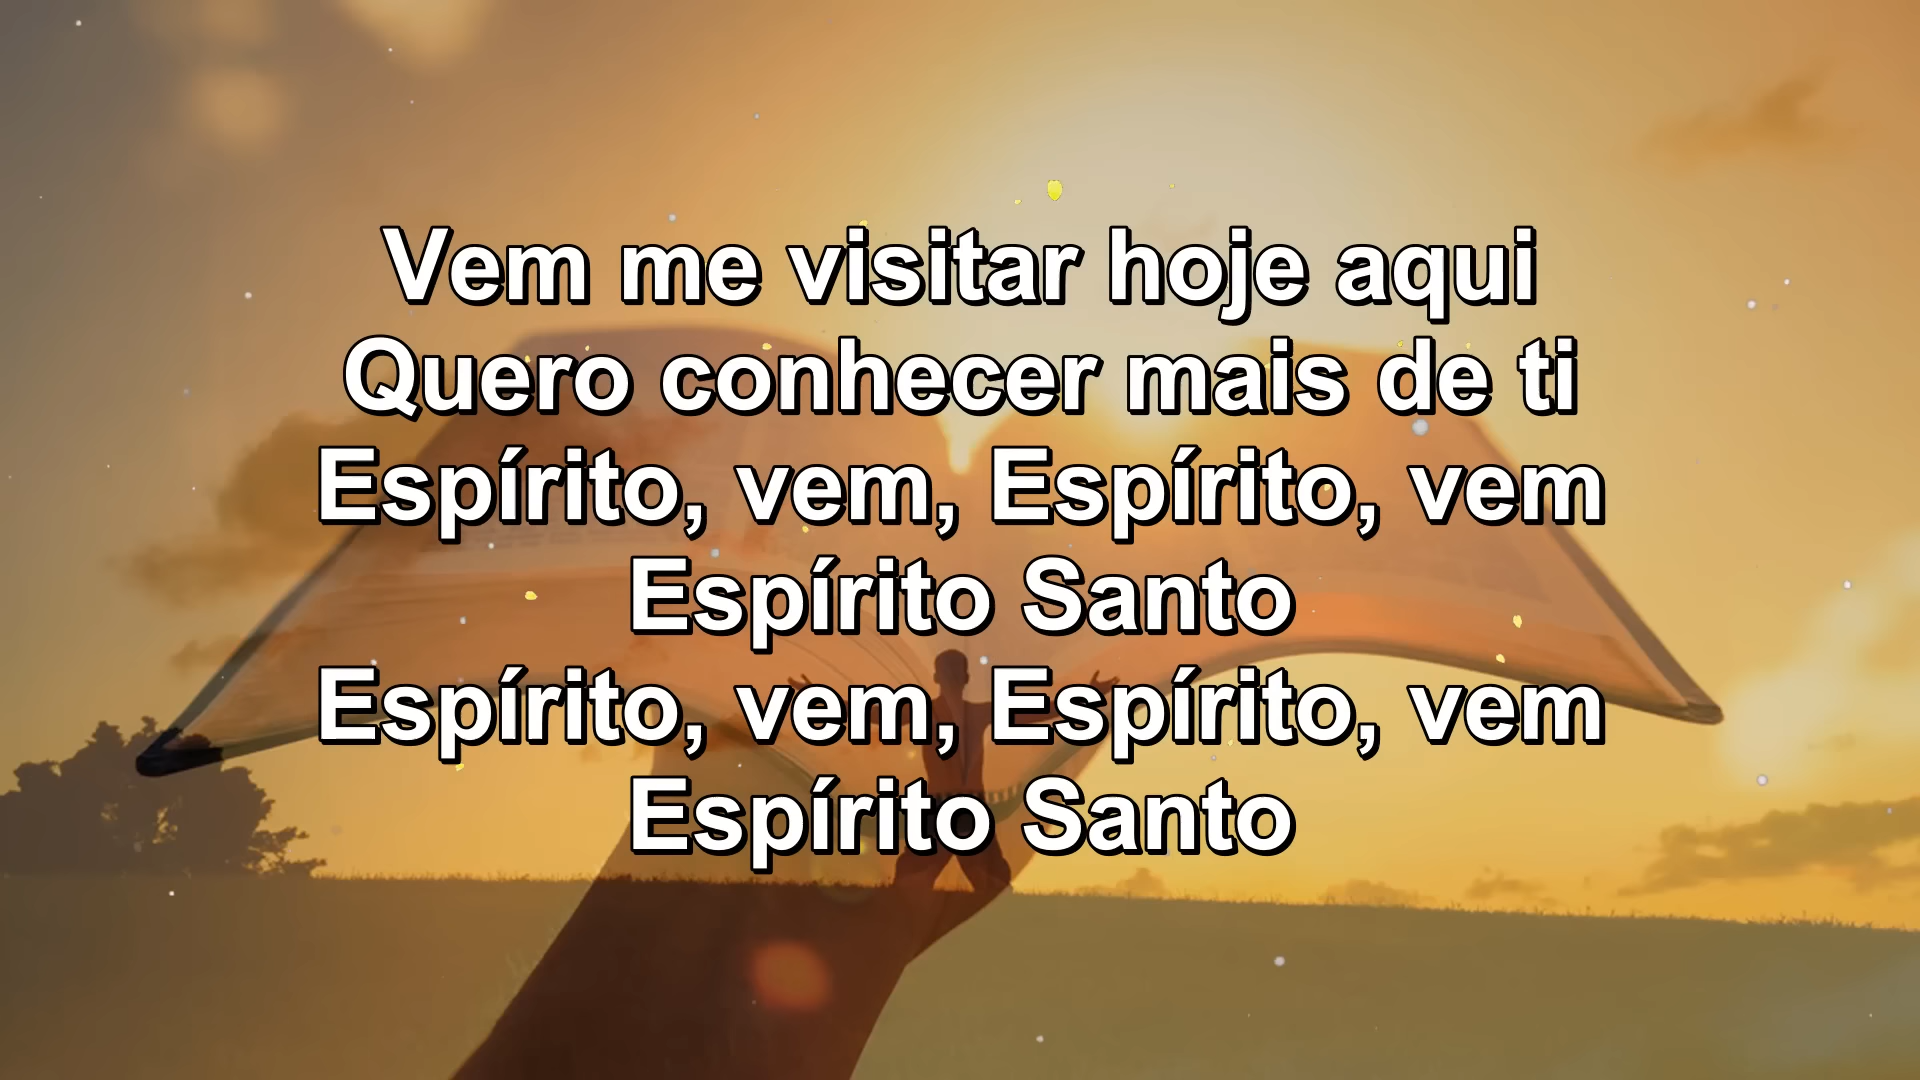 Vem me visitar hoje aqui
Quero conhecer mais de ti
Espírito, vem, Espírito, vem
Espírito Santo
Espírito, vem, Espírito, vem
Espírito Santo